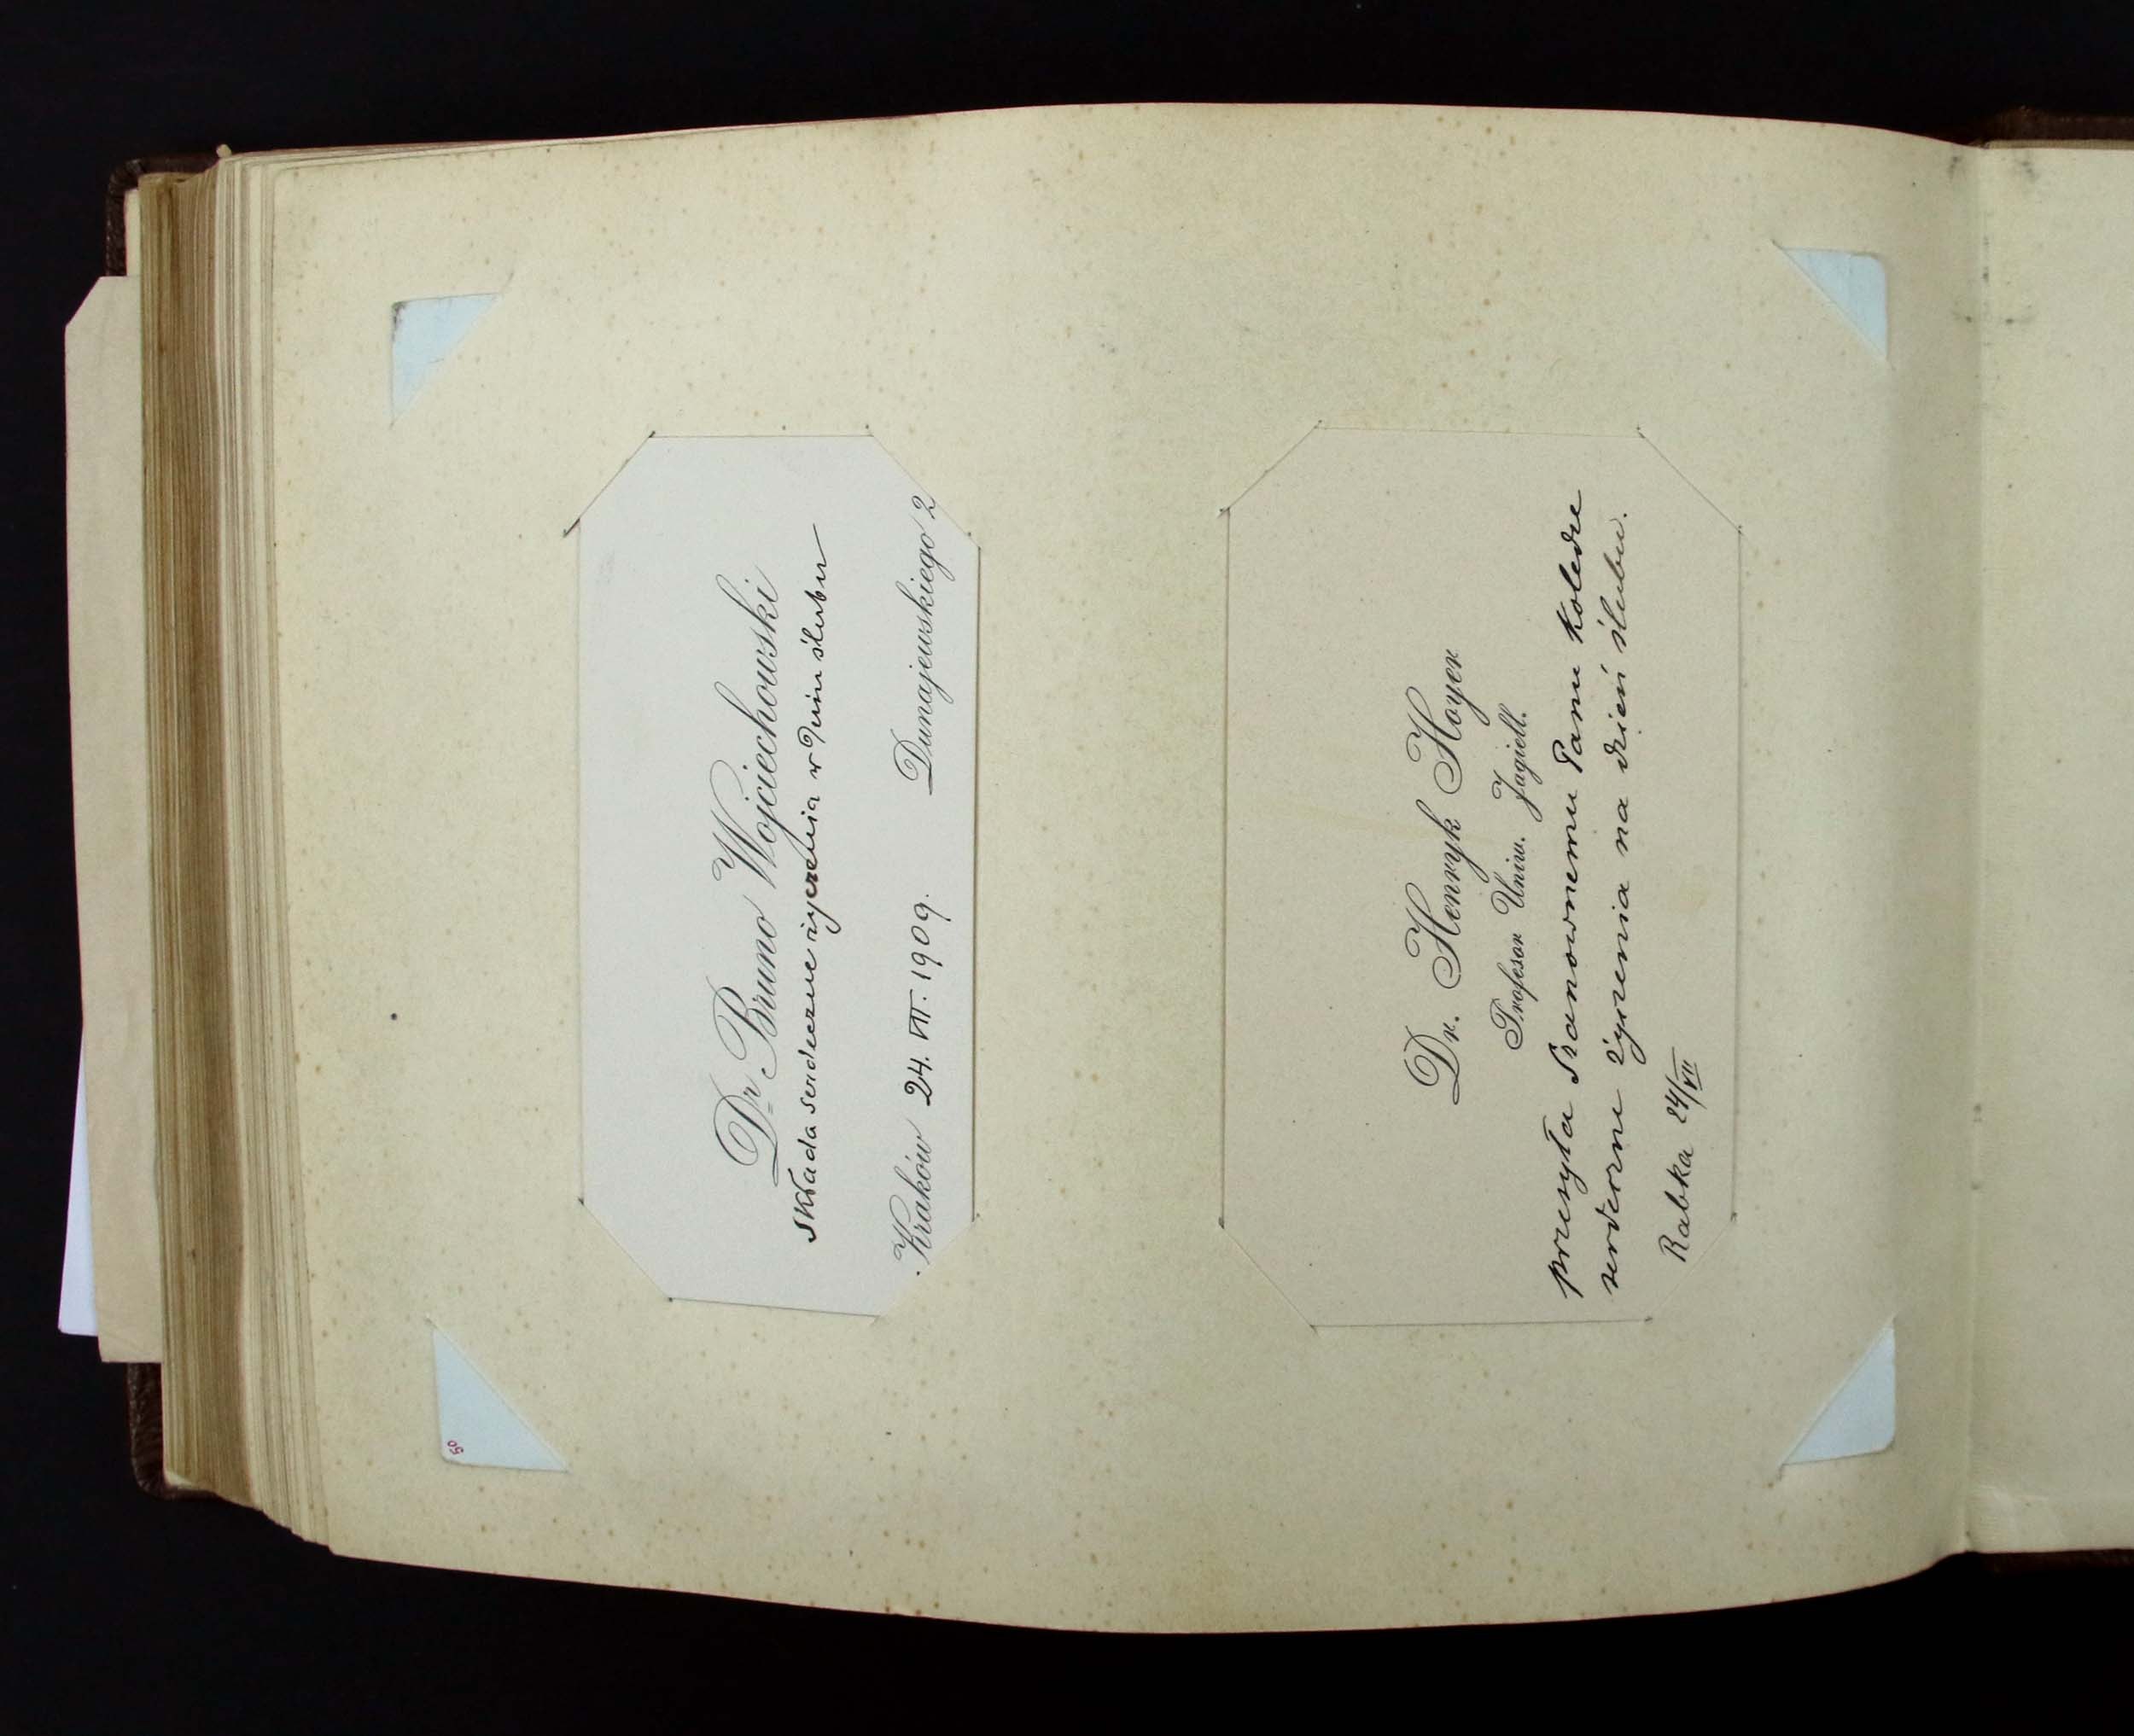 Dr Bruno Wojciechowski
składa serdeczne życzenia w dniu ślubu
Kraków 24. VII. 1909. Dunajewskiego 2
Dr. Henryk Hoyer
Profesor Uniw. Jagiell.
przesyła Szanownemu Panu Koledze
serdeczne życzenia na dzień ślubu.
Rabka 24/VII